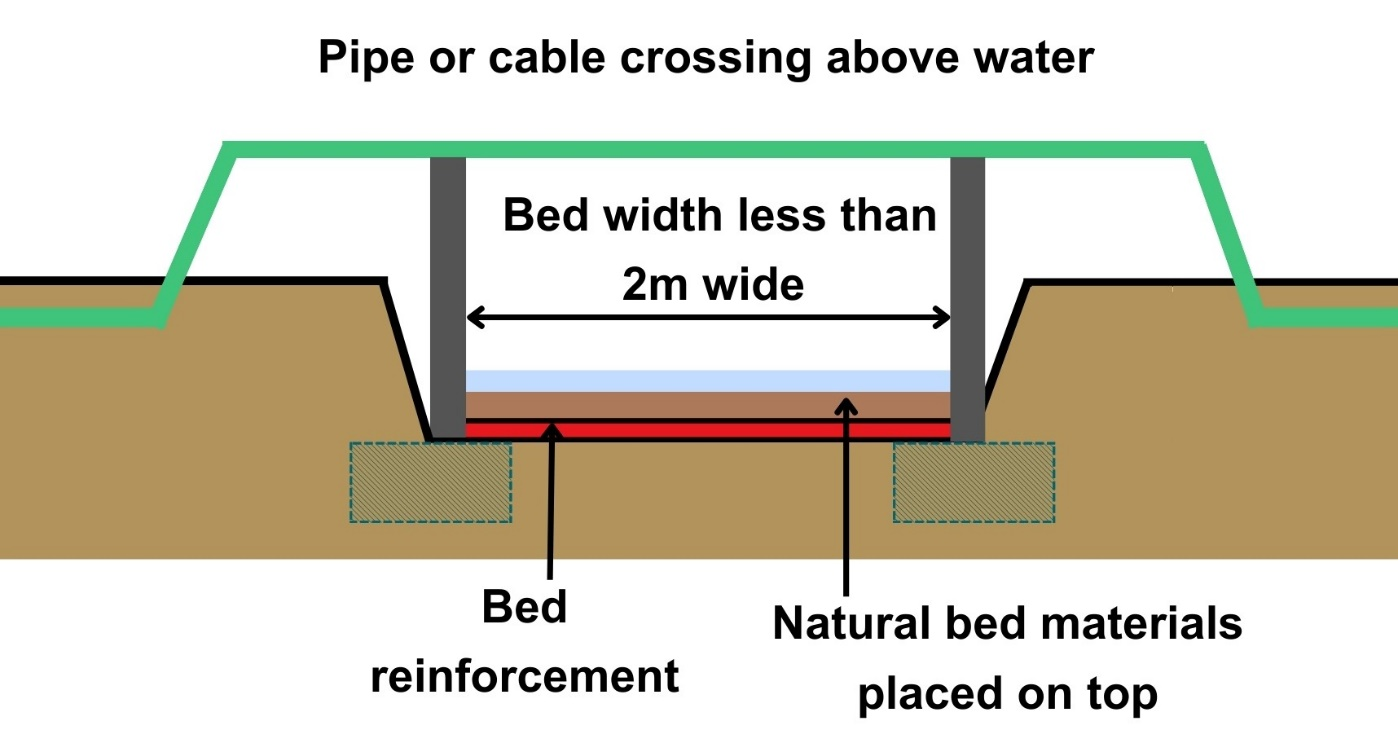 Pipe or cable crossing above water
Bed width less than
2m wide
Bed
reinforcement
Natural bed materials
placed on top